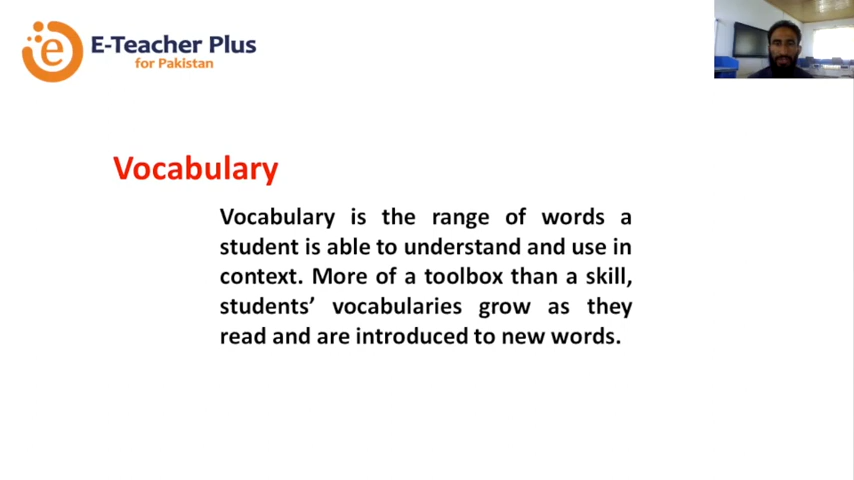 E-Teacher Plus
for Pakistan
Vocabulary
Vocabulary is the range of words a
student is able to understand and use in
context. More of a toolbox than a skill,
students’ vocabularies grow as they
read and are introduced to new words.